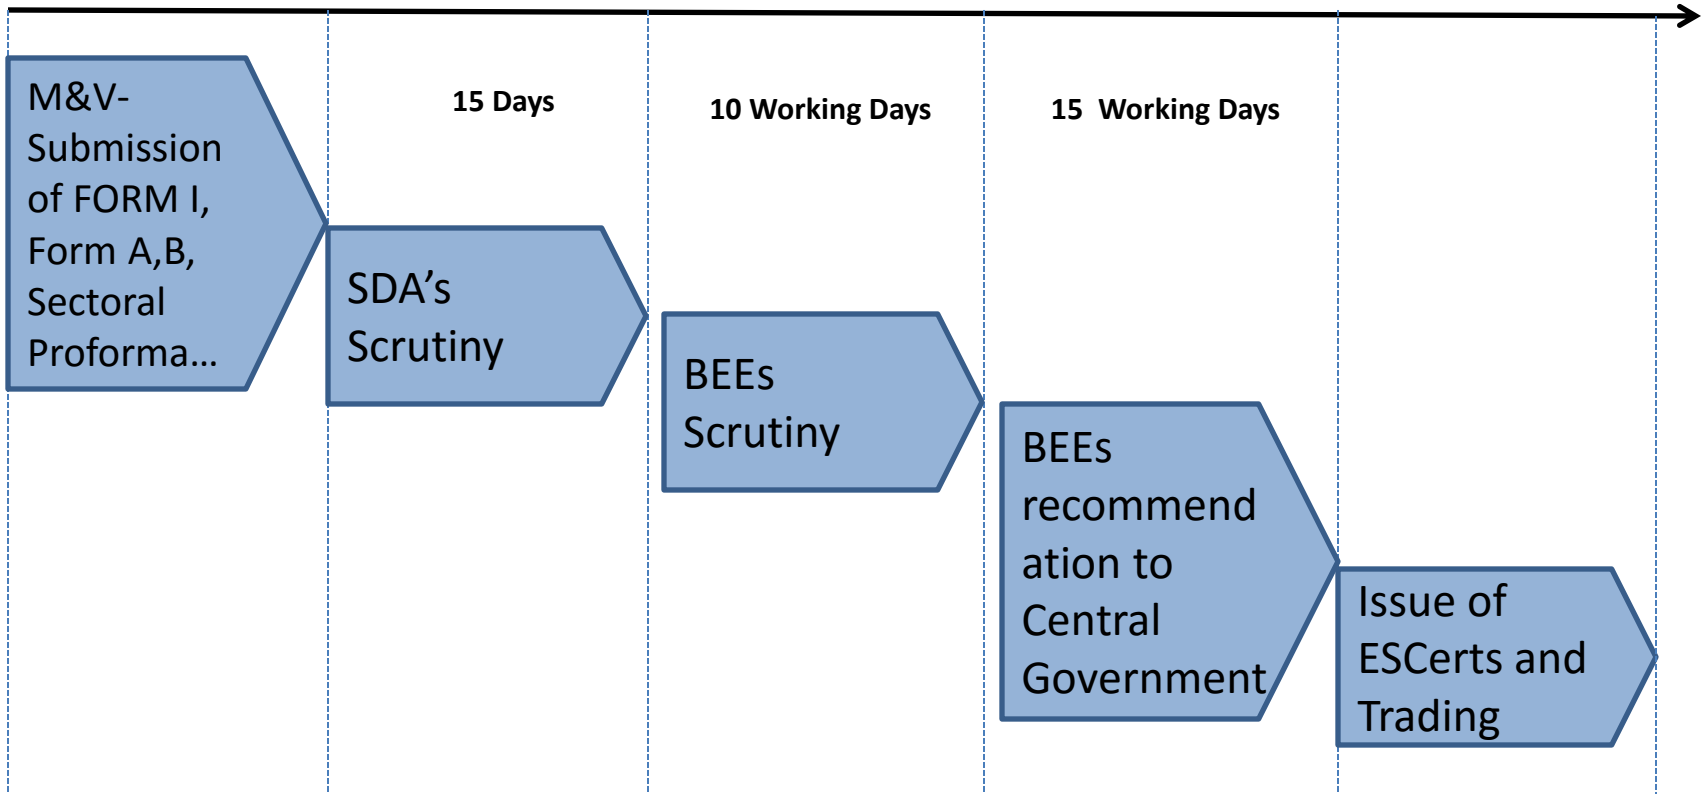 15 Days
10 Working Days
15 Working Days
M&V-
Submission
of FORM I,
Form A,B,
Sectoral
Proforma...
SDA’s
Scrutiny
BEEs
Scrutiny
BEEs
recommend
ation to
Central
Government
Issue of
ESCerts and
Trading